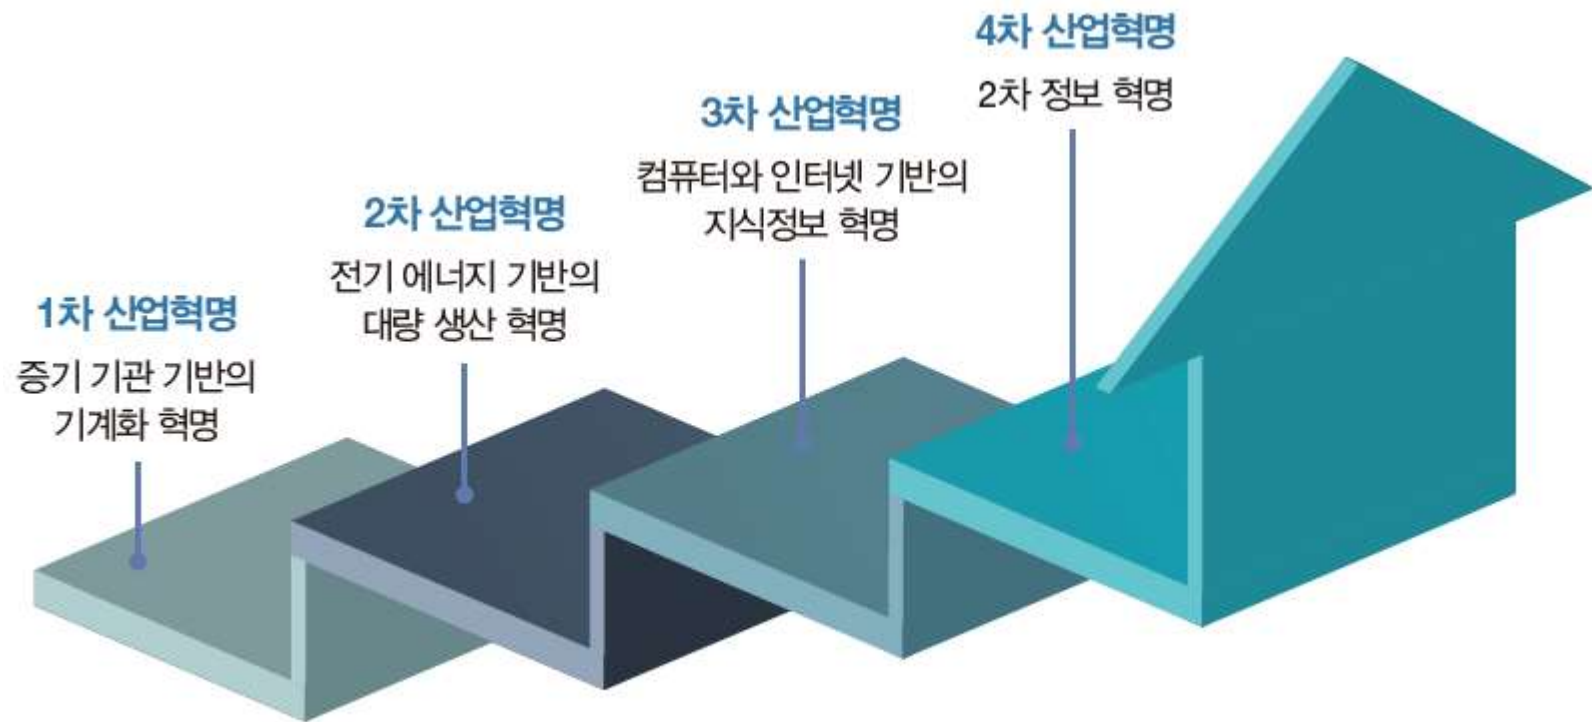 1차 산업혁명
증기 기관 기반의
기계화 혁명
2차 산업혁명
전기 에너지 기반의
대량 생산 혁명
3차 산업혁명
컴퓨터와 인터넷 기반의
지식정보 혁명
4차 산업혁명
2차 정보 혁명